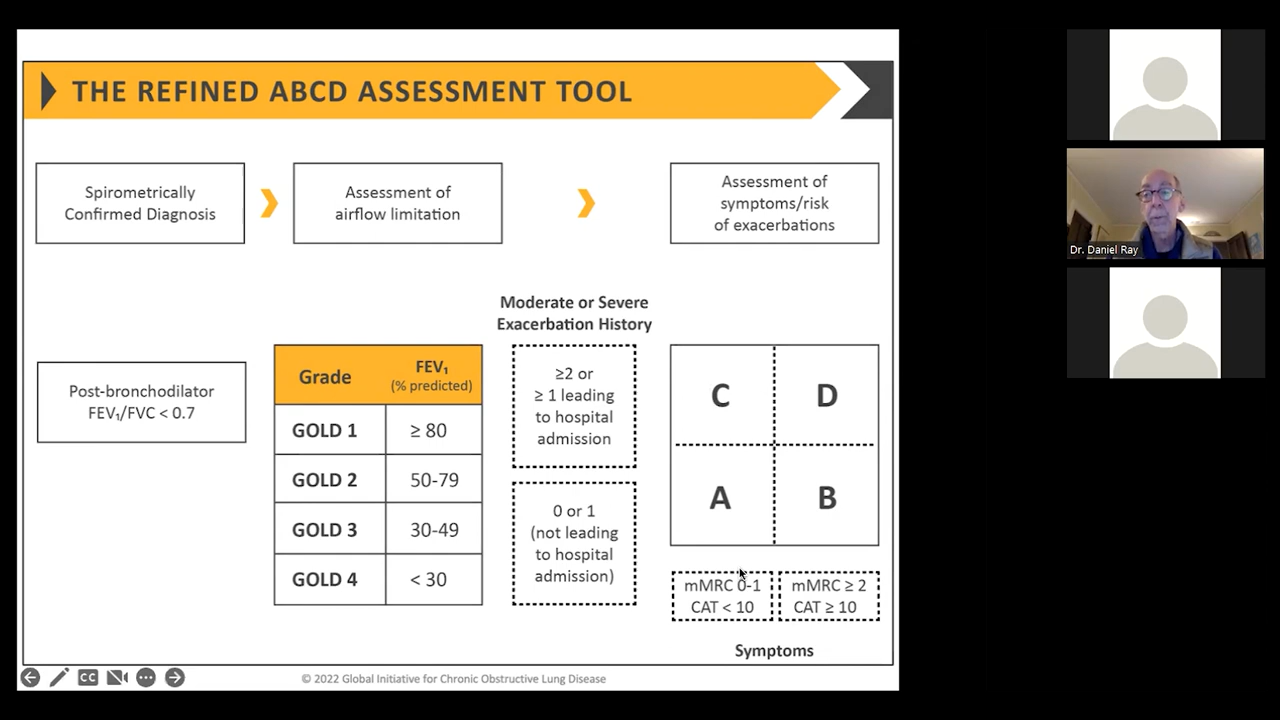 THE REFINED ABCD ASSESSMENT TOOL
Spirometrically
Confirmed Diagnosis
Assessment of
airflow limitation
Assessment of
symptoms/risk
of exacerbations
Moderate or Severe
Exacerbation History
Post-bronchodilator
FEV₁/FVC < 0.7
Grade
FEV₁
(% predicted)
GOLD 1
≥ 80
GOLD 2
50-79
GOLD 3
30-49
GOLD 4
< 30
≥2 or
≥ 1 leading
to hospital
admission
0 or 1
(not leading
to hospital
admission)
C
D
A
B
mMRC 0-1
CAT < 10
mMRC ≥ 2
CAT ≥ 10
Symptoms
CC
© 2022 Global Initiative for Chronic Obstructive Lung Disease
Dr. Daniel Ray